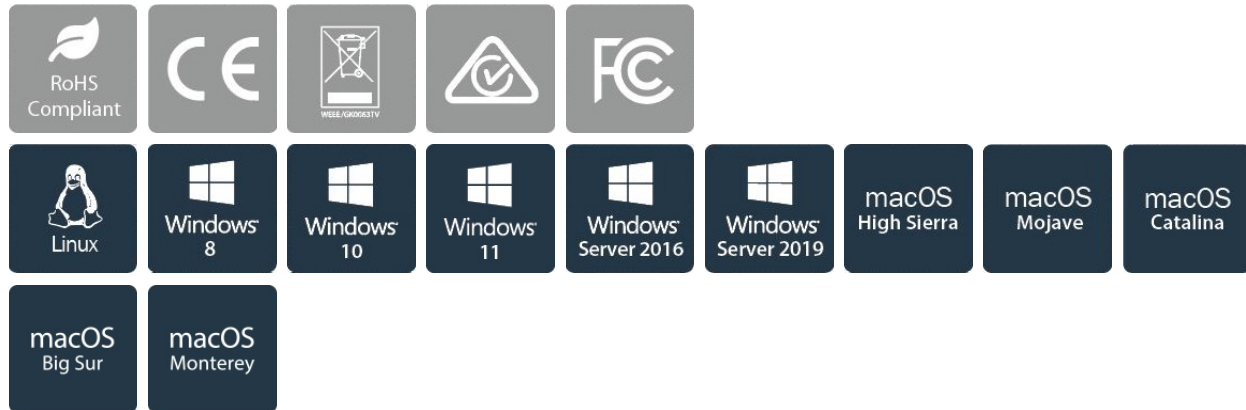 RoHS
Compliant
CE
WEEE/GK0063TV
FC
Linux
Windows
8
Windows
10
Windows
11
Windows
Server 2016
Windows
Server 2019
macOS
High Sierra
macOS
Mojave
macOS
Catalina
macOS
Big Sur
macOS
Monterey